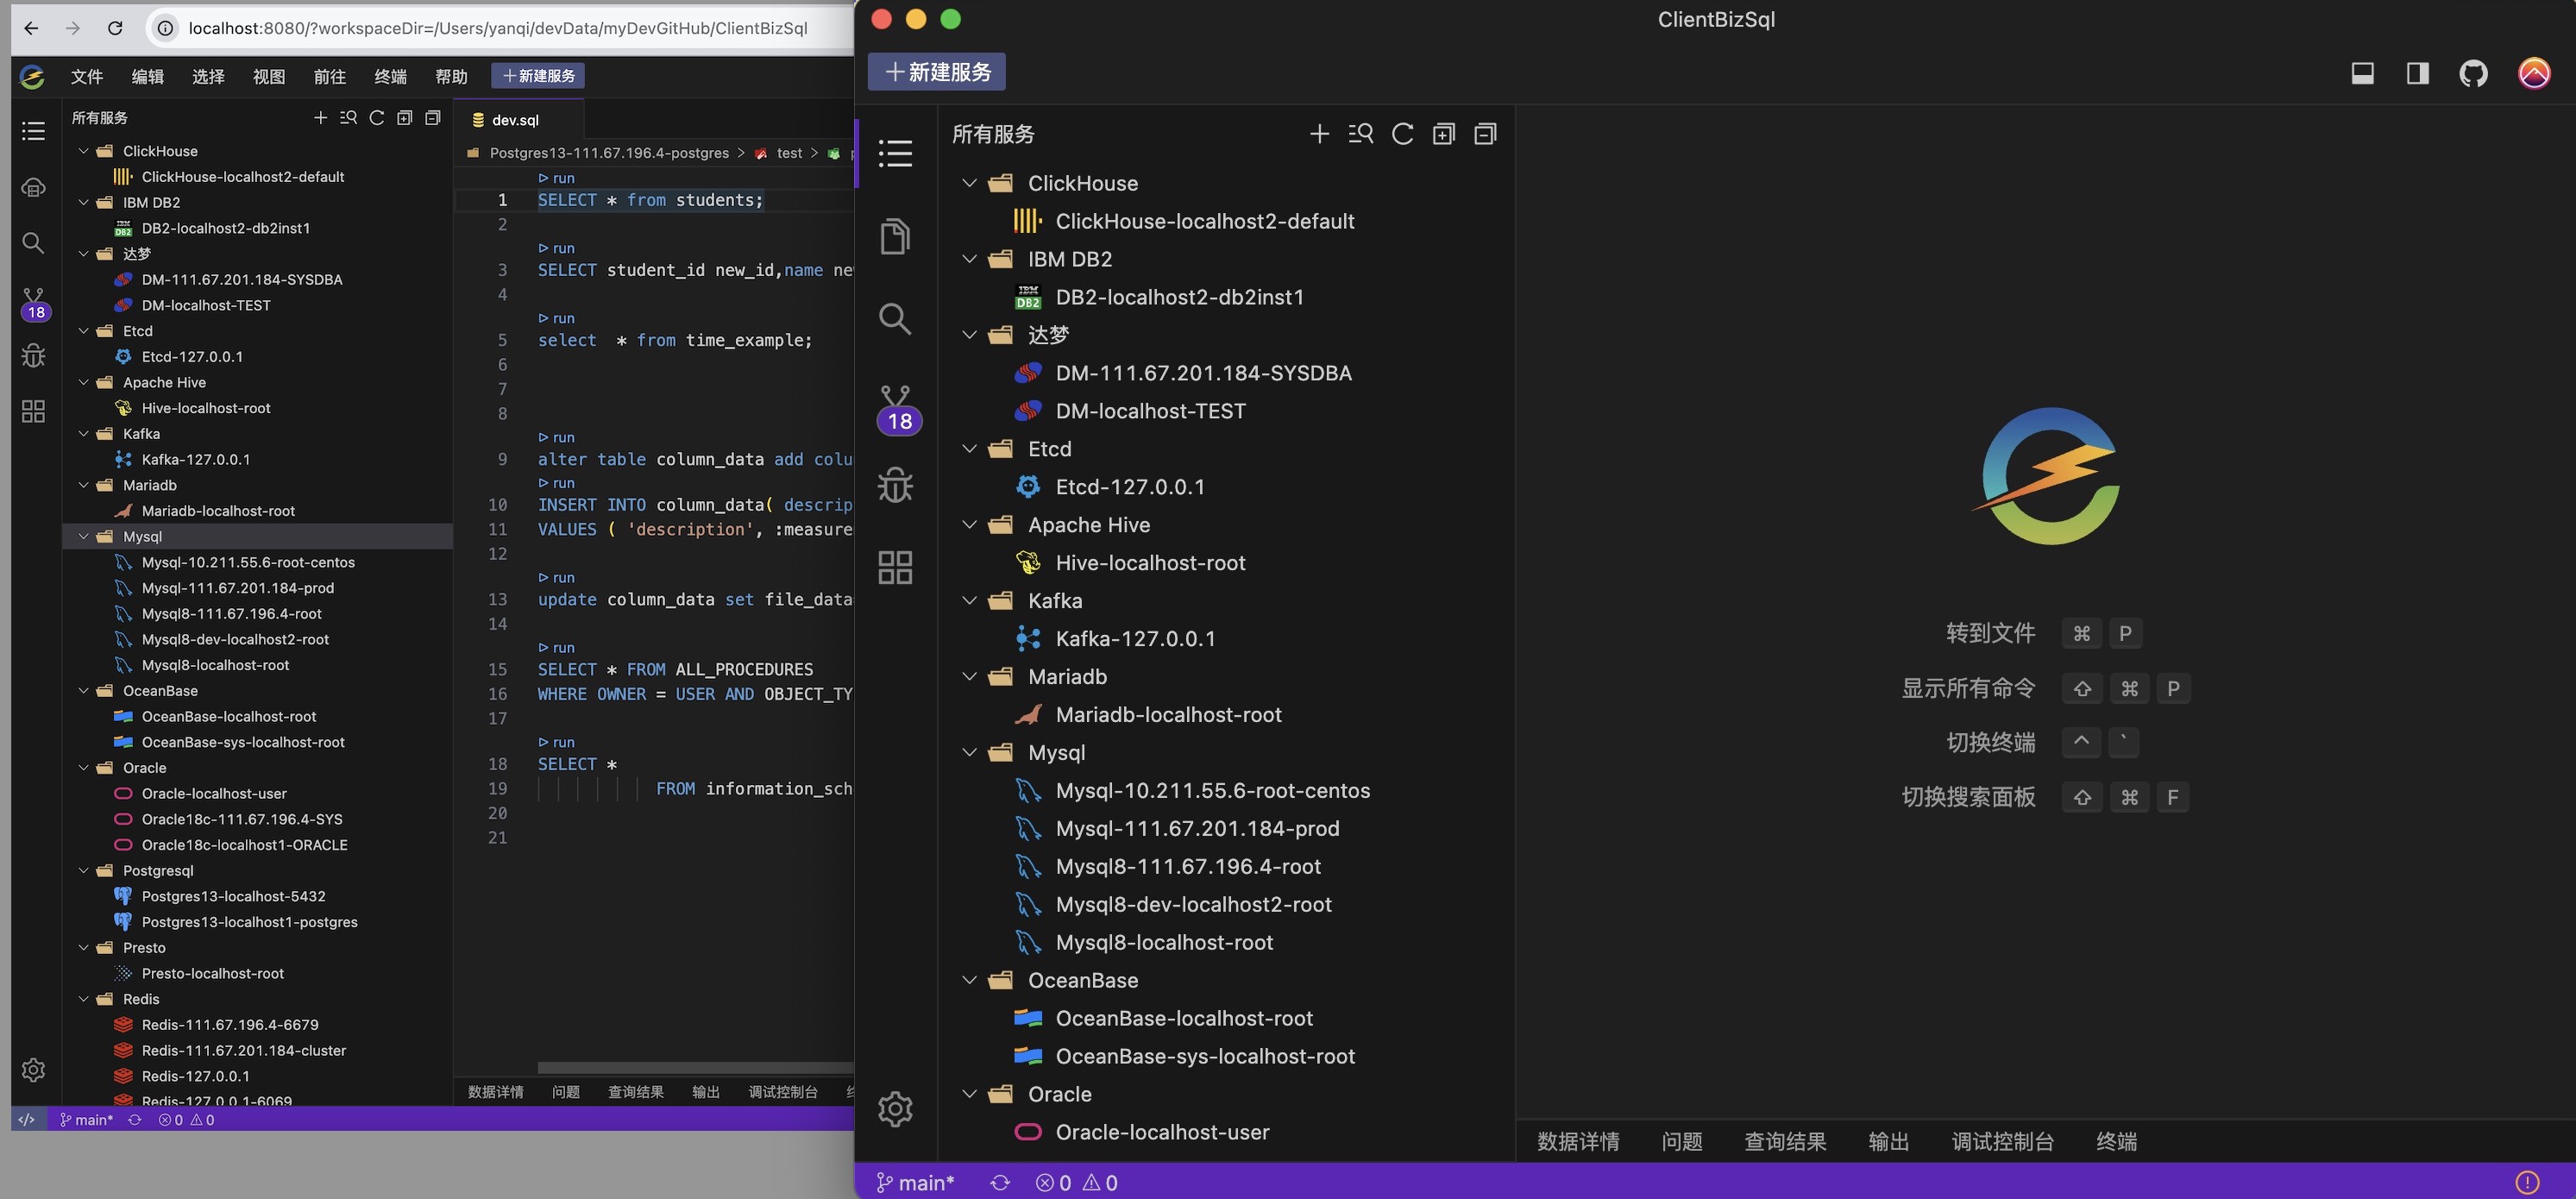 localhost:8080/?workspaceDir=/Users/yanqi/devData/myDevGitHub/ClientBizSql
文件 编辑 选择 视图 前往 终端 帮助 新建服务
所有服务
ClickHouse
ClickHouse-localhost2-default
IBM DB2
DB2-localhost2-db2inst1
达梦
DM-111.67.201.184-SYSDBA
DM-localhost-TEST
Etcd
Etcd-127.0.0.1
Apache Hive
Hive-localhost-root
Kafka
Kafka-127.0.0.1
Mariadb
Mariadb-localhost-root
Mysql
Mysql-10.211.55.6-root-centos
Mysql-111.67.201.184-prod
Mysql8-111.67.196.4-root
Mysql8-dev-localhost2-root
Mysql8-localhost-root
OceanBase
OceanBase-localhost-root
OceanBase-sys-localhost-root
Oracle
Oracle-localhost-user
Oracle18c-111.67.196.4-SYS
Oracle18c-localhost1-ORACLE
Postgresql
Postgres13-localhost-5432
Postgres13-localhost1-postgres
Presto
Presto-localhost-root
Redis
Redis-111.67.196.4-6679
Redis-111.67.201.184-cluster
Redis-127.0.0.1
Redis-127.0.0.1-6069
18
dev.sql
Postgres13-111.67.196.4-postgres > test >
run
1 SELECT * from students;
2
run
3 SELECT student_id new_id,name ne
4
run
5 select * from time_example;
6
7
8
run
9 alter table column_data add colu
run
10 INSERT INTO column_data( descrip
11 VALUES ( 'description', :measure
12
run
13 update column_data set file_data
14
run
15 SELECT * FROM ALL_PROCEDURES
16 WHERE OWNER = USER AND OBJECT_TY
17
run
18 SELECT *
19 FROM information_sch
20
21
数据详情 问题 查询结果 输出 调试控制台
main* 0 0
ClientBizSql
新建服务
所有服务
ClickHouse
ClickHouse-localhost2-default
IBM DB2
DB2-localhost2-db2inst1
达梦
DM-111.67.201.184-SYSDBA
DM-localhost-TEST
Etcd
Etcd-127.0.0.1
Apache Hive
Hive-localhost-root
Kafka
Kafka-127.0.0.1
Mariadb
Mariadb-localhost-root
Mysql
Mysql-10.211.55.6-root-centos
Mysql-111.67.201.184-prod
Mysql8-111.67.196.4-root
Mysql8-dev-localhost2-root
Mysql8-localhost-root
OceanBase
OceanBase-localhost-root
OceanBase-sys-localhost-root
Oracle
Oracle-localhost-user
18
转到文件 ⌘ P
显示所有命令 ⇧ ⌘ P
切换终端 ^ `
切换搜索面板 ⇧ ⌘ F
数据详情 问题 查询结果 输出 调试控制台 终端
main* 0 0